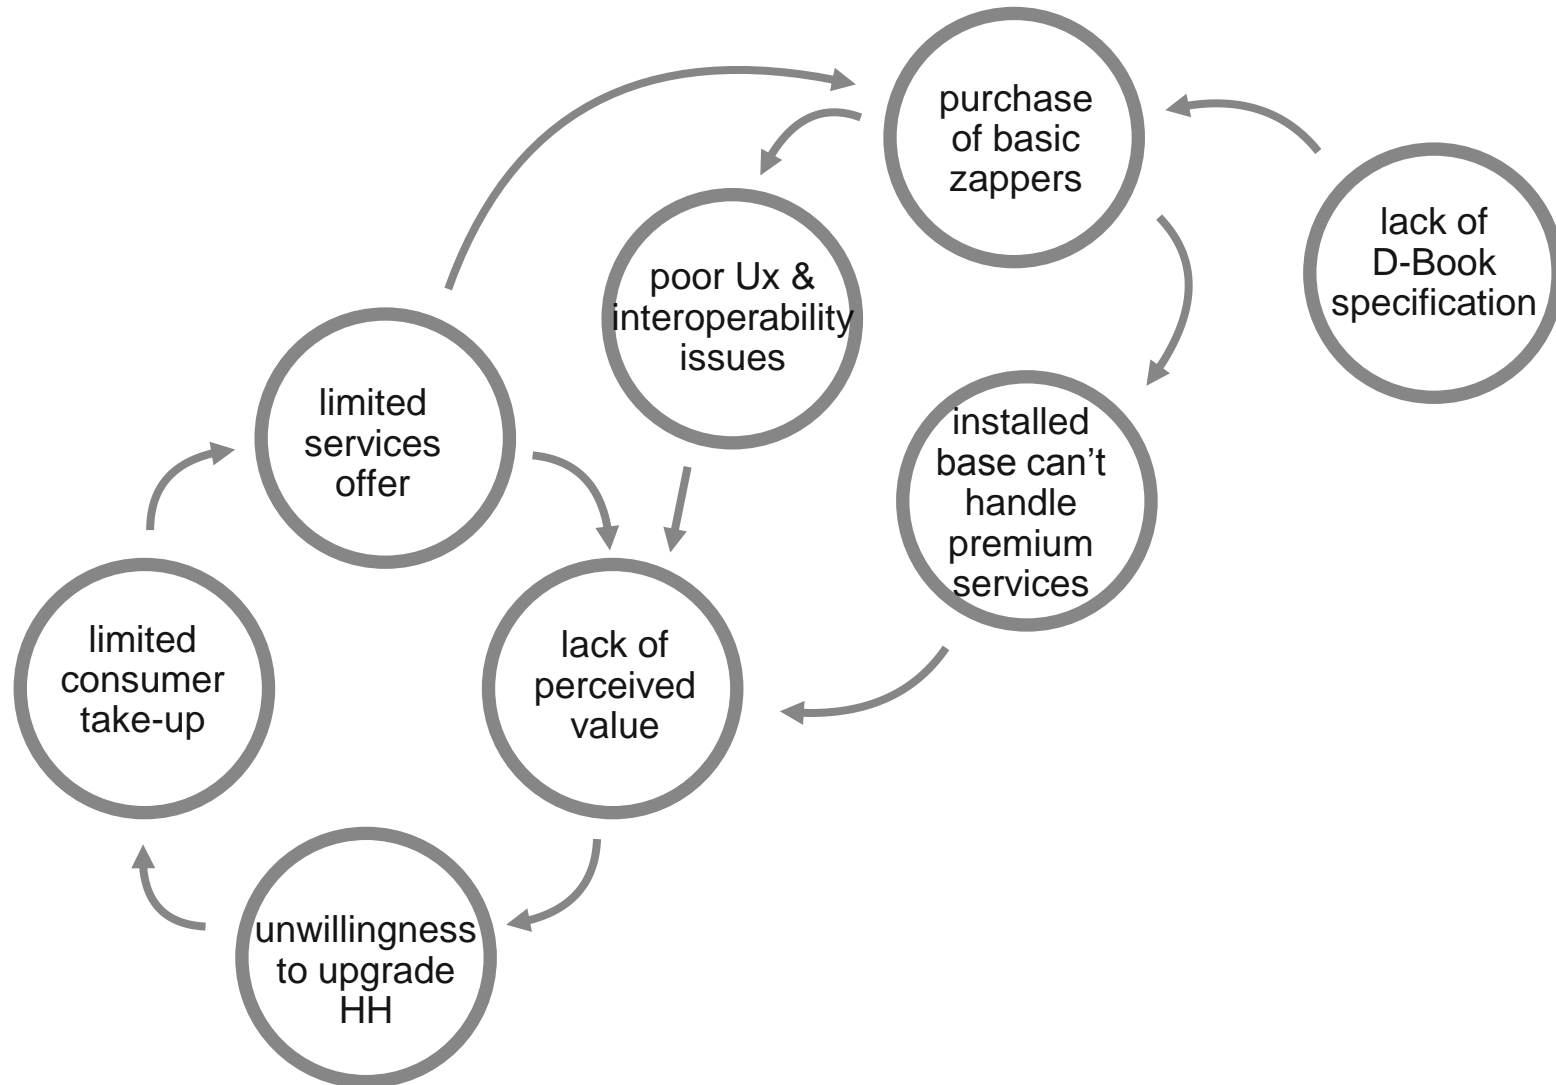 purchase
of basic
zappers
lack of
D-Book
specification
poor Ux &
interoperability
issues
limited
services
offer
installed
base can’t
handle
premium
services
limited
consumer
take-up
lack of
perceived
value
unwillingness
to upgrade
HH